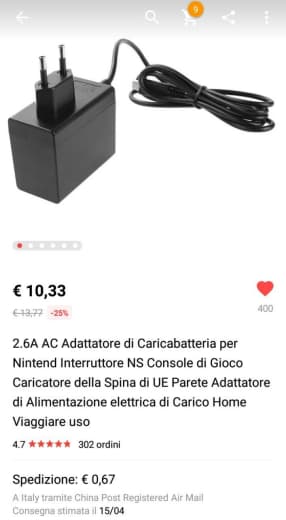 9
€ 10,33
€ 13,77 -25%
400
2.6A AC Adattatore di Caricabatteria per
Nintend Interruttore NS Console di Gioco
Caricatore della Spina di UE Parete Adattatore
di Alimentazione elettrica di Carico Home
Viaggiare uso
4.7 ★★★★★ 302 ordini
Spedizione: € 0,67
A Italy tramite China Post Registered Air Mail
Consegna stimata il 15/04